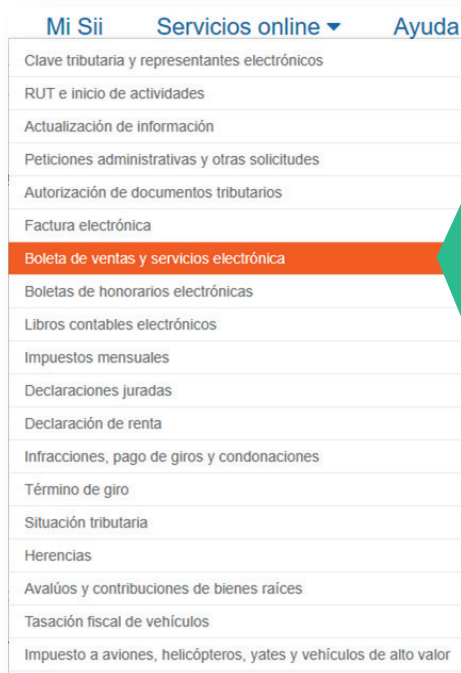 Mi Sii Servicios online Ayuda
Clave tributaria y representantes electrónicos
RUT e inicio de actividades
Actualización de información
Peticiones administrativas y otras solicitudes
Autorización de documentos tributarios
Factura electrónica
Boleta de ventas y servicios electrónica
Boletas de honorarios electrónicas
Libros contables electrónicos
Impuestos mensuales
Declaraciones juradas
Declaración de renta
Infracciones, pago de giros y condonaciones
Término de giro
Situación tributaria
Herencias
Avalúos y contribuciones de bienes raíces
Tasación fiscal de vehículos
Impuesto a aviones, helicópteros, yates y vehículos de alto valor